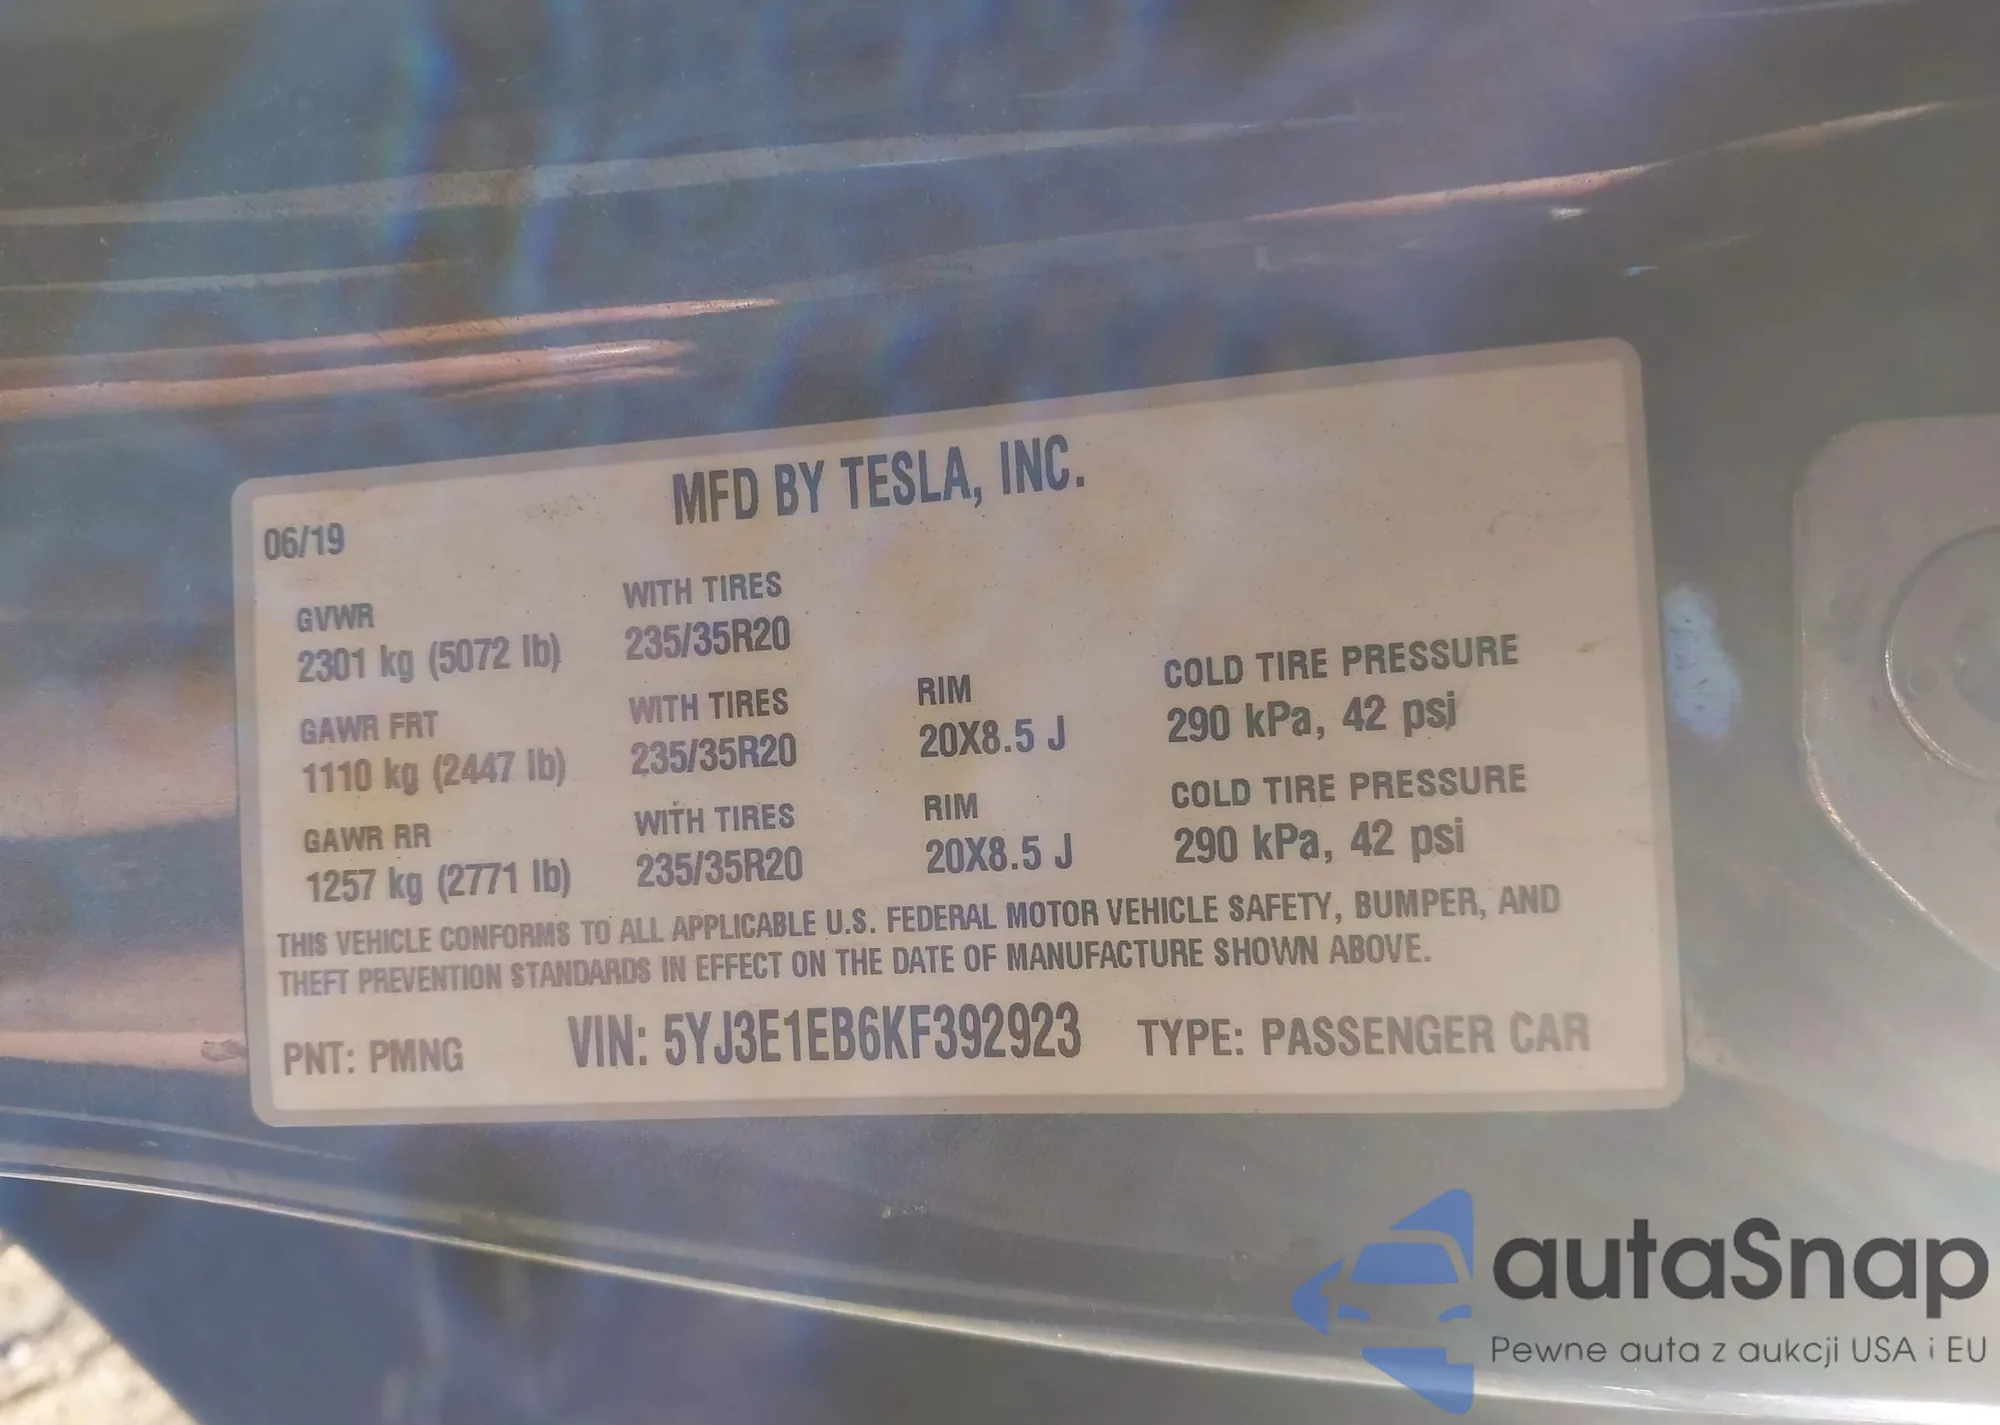 MFD BY TESLA, INC.
06/19
GVWR WITH TIRES
2301 kg (5072 lb) 235/35R20
GAWR FRT WITH TIRES RIM COLD TIRE PRESSURE
1110 kg (2447 lb) 235/35R20 20X8.5 J 290 kPa, 42 psi
GAWR RR WITH TIRES RIM COLD TIRE PRESSURE
1257 kg (2771 lb) 235/35R20 20X8.5 J 290 kPa, 42 psi
THIS VEHICLE CONFORMS TO ALL APPLICABLE U.S. FEDERAL MOTOR VEHICLE SAFETY, BUMPER, AND
THEFT PREVENTION STANDARDS IN EFFECT ON THE DATE OF MANUFACTURE SHOWN ABOVE.
PNT: PMNG VIN: 5YJ3E1EB6KF392923 TYPE: PASSENGER CAR
autaSnap
Pewne auta z aukcji USA i EU